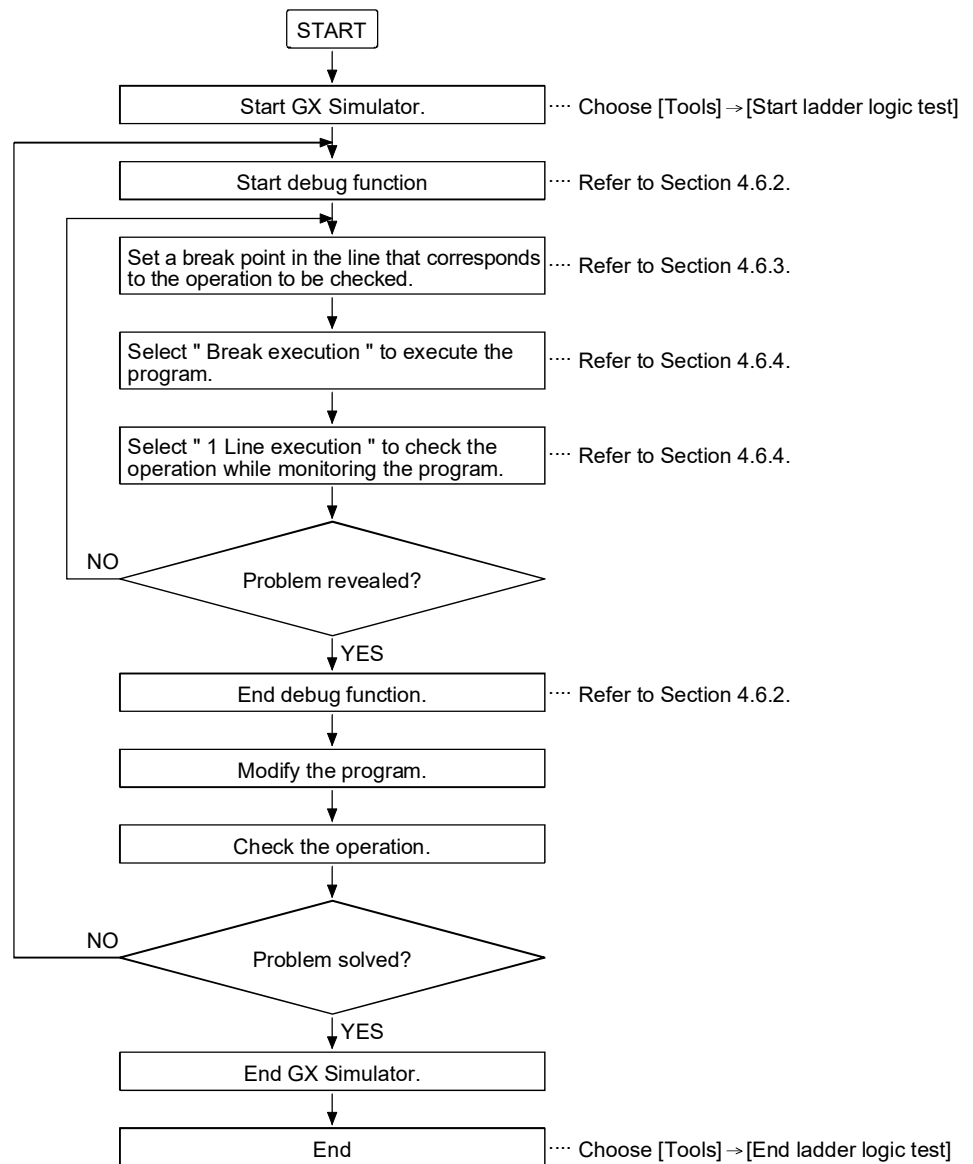 START
Start GX Simulator.
···· Choose [Tools]→[Start ladder logic test]
Start debug function
···· Refer to Section 4.6.2.
Set a break point in the line that corresponds
to the operation to be checked.
···· Refer to Section 4.6.3.
Select " Break execution " to execute the
program.
···· Refer to Section 4.6.4.
Select " 1 Line execution " to check the
operation while monitoring the program.
···· Refer to Section 4.6.4.
NO
Problem revealed?
YES
End debug function.
···· Refer to Section 4.6.2.
Modify the program.
Check the operation.
NO
Problem solved?
YES
End GX Simulator.
End
···· Choose [Tools]→[End ladder logic test]